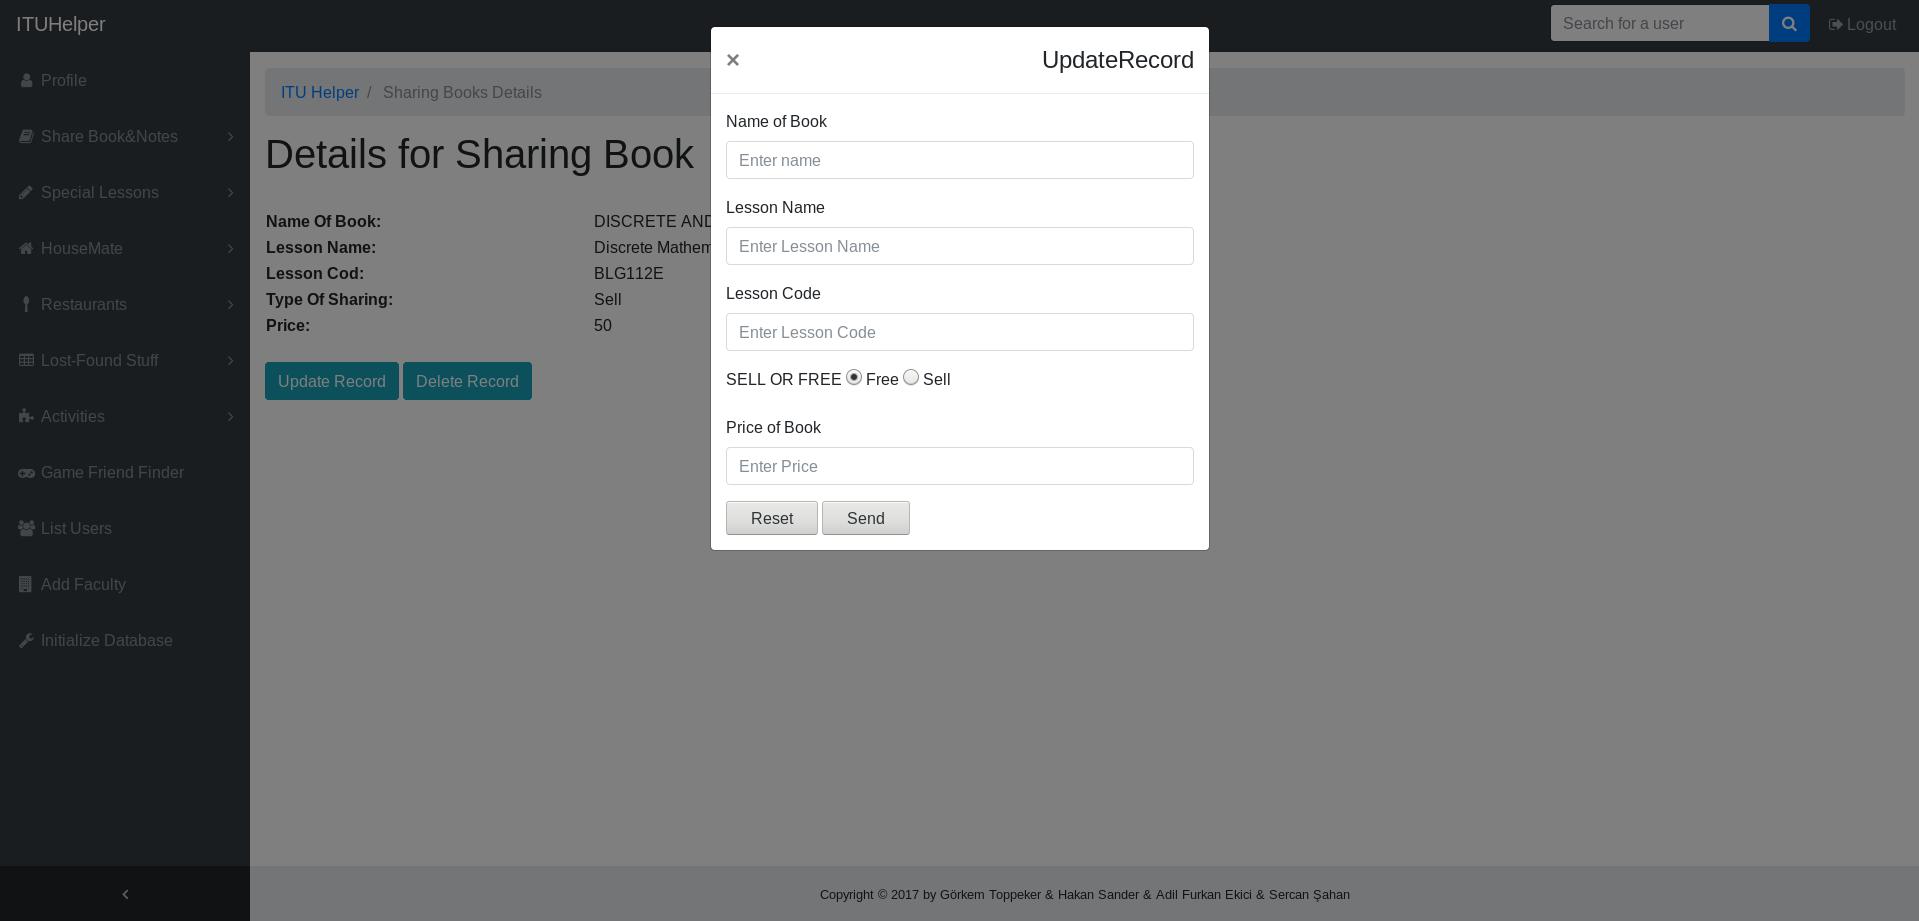 ITUHelper
Search for a user
Logout
Profile
Share Book&Notes
Special Lessons
HouseMate
Restaurants
Lost-Found Stuff
Activities
Game Friend Finder
List Users
Add Faculty
Initialize Database
ITU Helper / Sharing Books Details
Details for Sharing Book
Name Of Book: DISCRETE AND
Lesson Name: Discrete Mathem
Lesson Cod: BLG112E
Type Of Sharing: Sell
Price: 50
Update Record Delete Record
× UpdateRecord
Name of Book
Enter name
Lesson Name
Enter Lesson Name
Lesson Code
Enter Lesson Code
SELL OR FREE Free Sell
Price of Book
Enter Price
Reset Send
Copyright © 2017 by Görkem Toppeker & Hakan Sander & Adil Furkan Ekici & Sercan Şahan